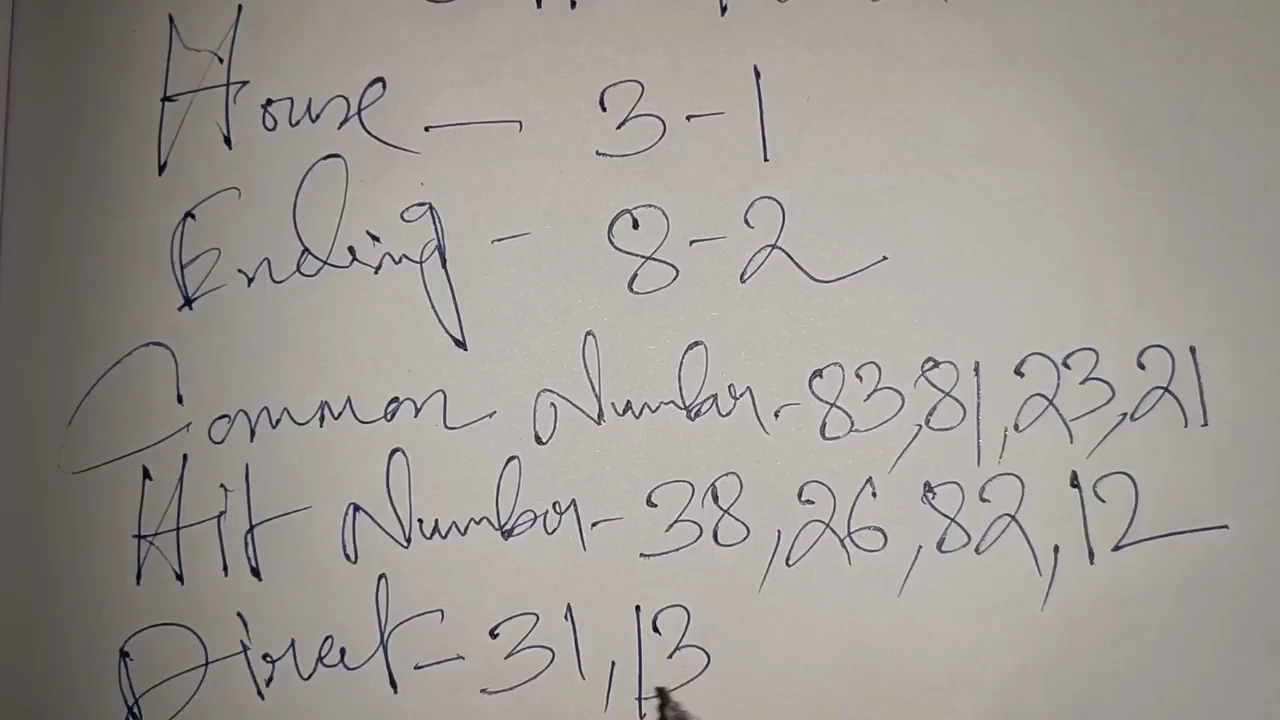 House - 3-1
Ending - 8-2
Common Number - 83,81,23,21
Hit Number - 38,26,82,12
Direct - 31,13